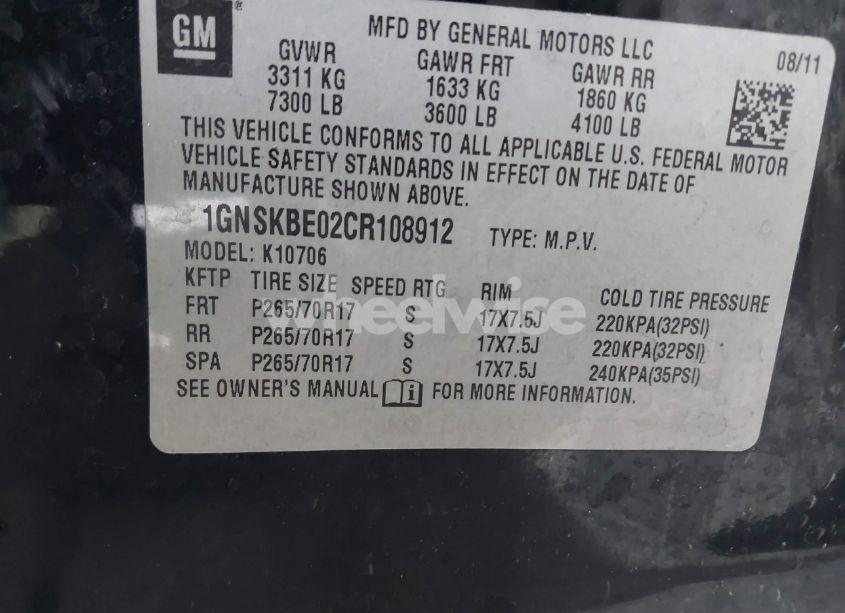 GM ®
MFD BY GENERAL MOTORS LLC
08/11
GVWR GAWR FRT GAWR RR
3311 KG 1633 KG 1860 KG
7300 LB 3600 LB 4100 LB
THIS VEHICLE CONFORMS TO ALL APPLICABLE U.S. FEDERAL MOTOR
VEHICLE SAFETY STANDARDS IN EFFECT ON THE DATE OF
MANUFACTURE SHOWN ABOVE.
1GNSKBE02CR108912 TYPE: M.P.V.
MODEL: K10706
KFTP TIRE SIZE SPEED RTG RIM COLD TIRE PRESSURE
FRT P265/70R17 S 17X7.5J 220KPA(32PSI)
RR P265/70R17 S 17X7.5J 220KPA(32PSI)
SPA P265/70R17 S 17X7.5J 240KPA(35PSI)
SEE OWNER'S MANUAL i FOR MORE INFORMATION.
wheelwise